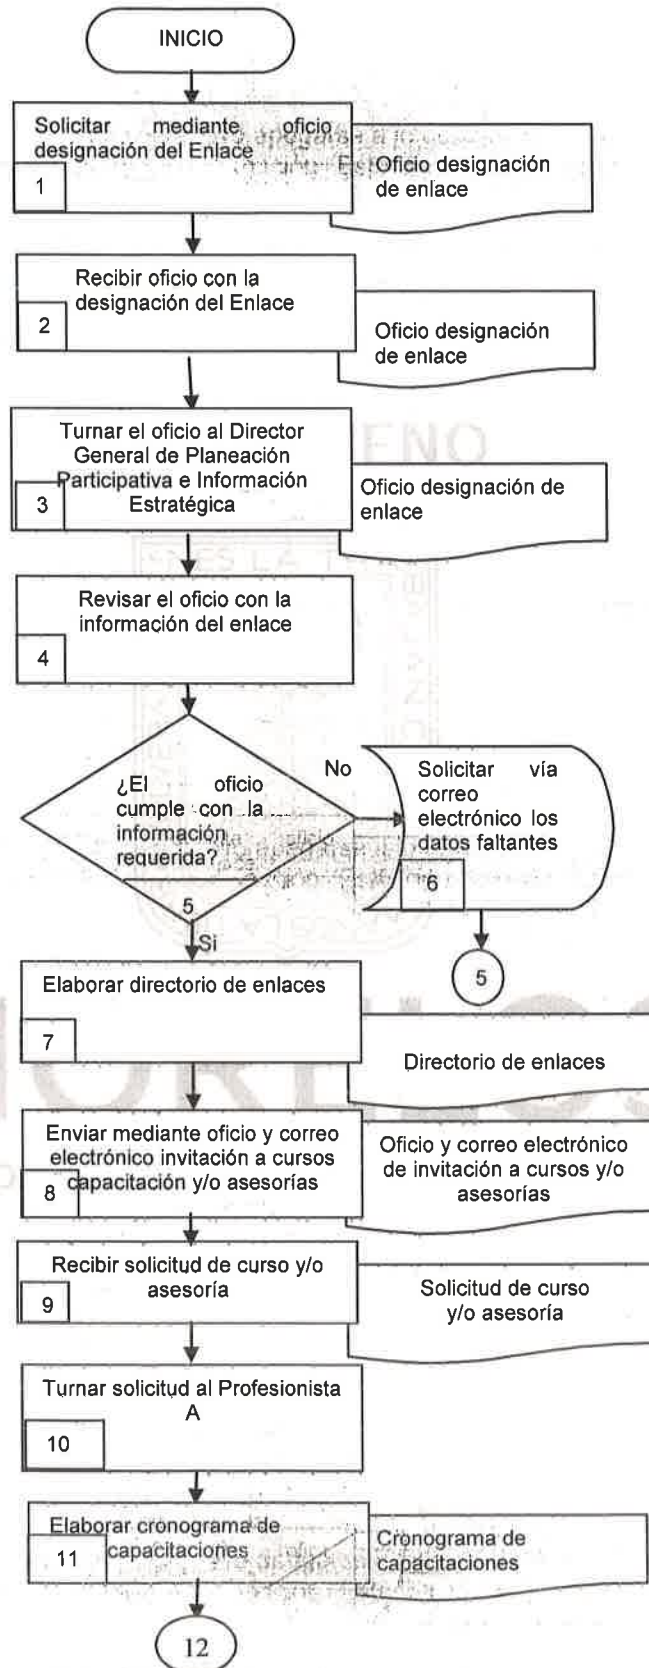 INICIO
Solicitar mediante oficio
designación del Enlace
1
Oficio designación
de enlace
Recibir oficio con la
designación del Enlace
2
Oficio designación
de enlace
Turnar el oficio al Director
General de Planeación
Participativa e Información
Estratégica
3
Oficio designación de
enlace
Revisar el oficio con la
información del enlace
4
¿El oficio
cumple con la
información
requerida?
5
No
Solicitar vía
correo
electrónico los
datos faltantes
6
5
Si
Elaborar directorio de enlaces
7
Directorio de enlaces
Enviar mediante oficio y correo
electrónico invitación a cursos
capacitación y/o asesorías
8
Oficio y correo electrónico
de invitación a cursos y/o
asesorías
Recibir solicitud de curso y/o
asesoría
9
Solicitud de curso
y/o asesoría
Turnar solicitud al Profesionista
A
10
Elaborar cronograma de
capacitaciones
11
Cronograma de
capacitaciones
12
MORELOS